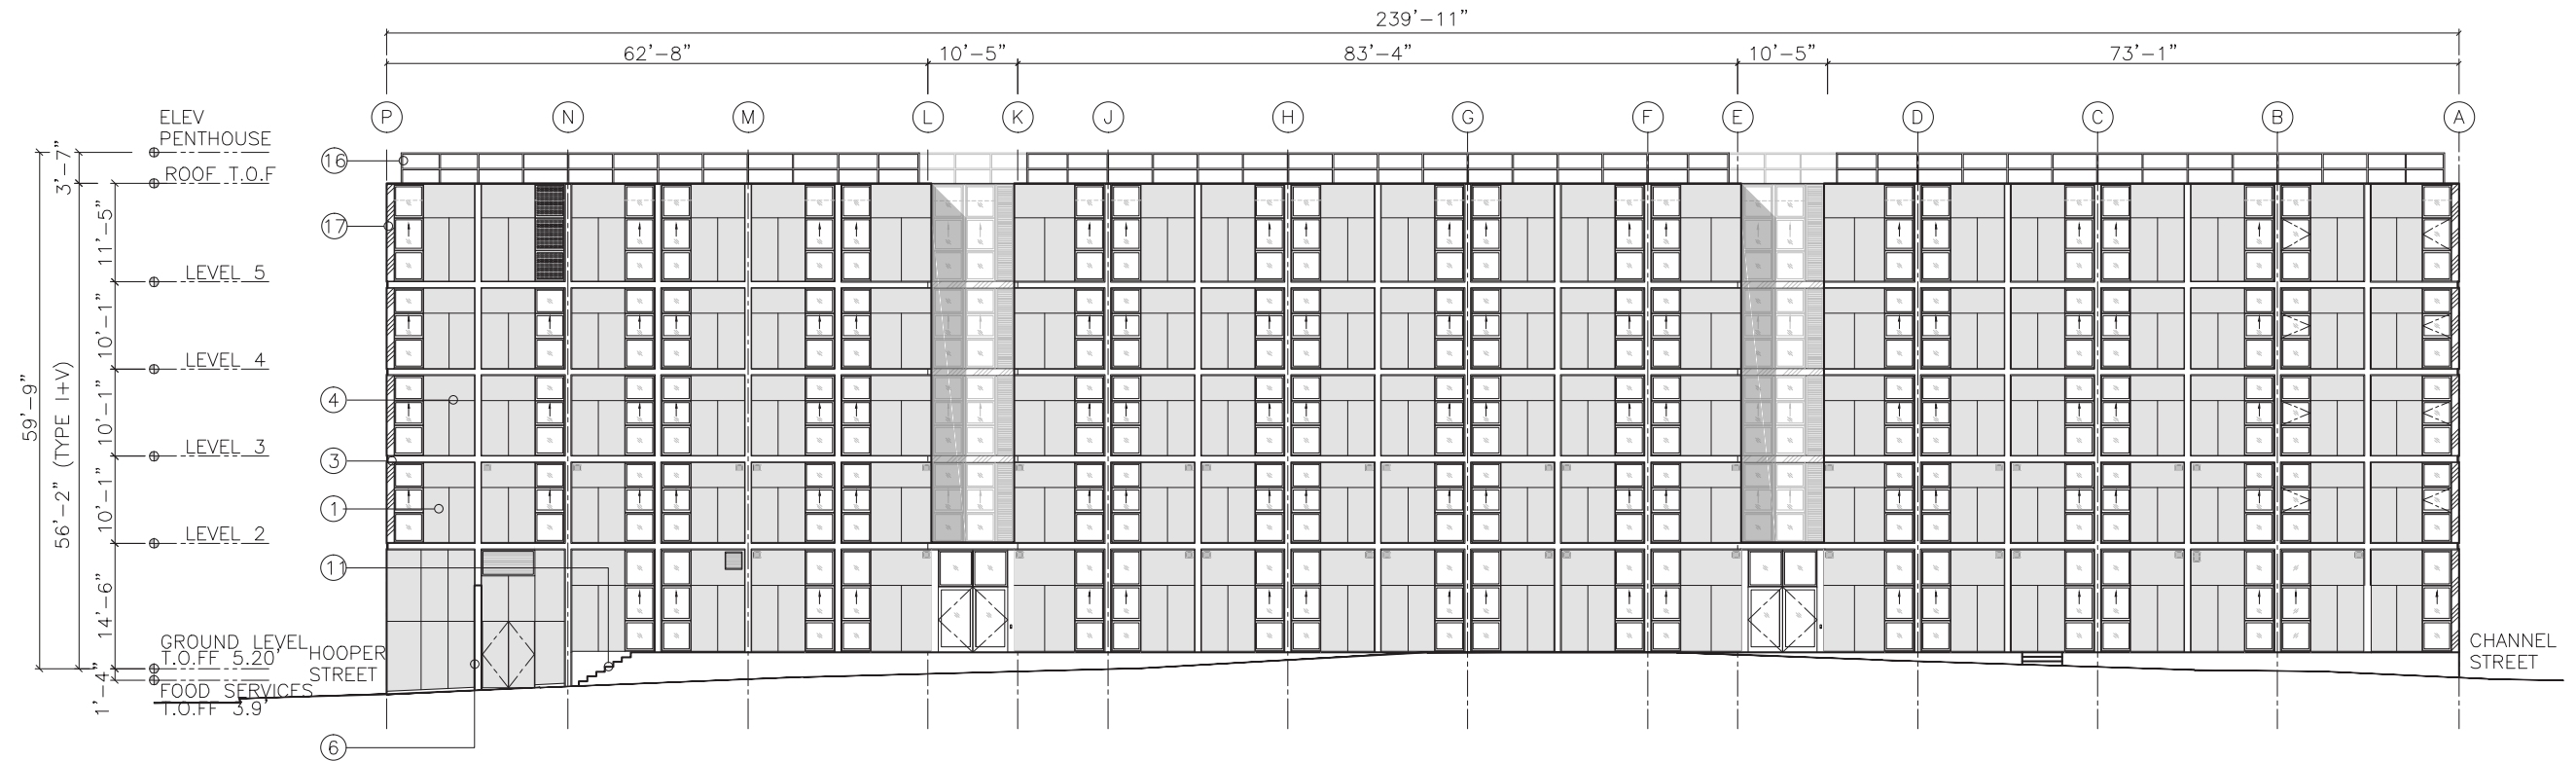 239'-11"
62'-8" 10'-5" 83'-4" 10'-5" 73'-1"
P N M L K J H G F E D C B A
ELEV
PENTHOUSE
16
3'-7"
ROOF T.O.F
17
11'-5"
LEVEL 5
10'-1"
LEVEL 4
59'-9"
56'-2" (TYPE I+V)
4
10'-1"
LEVEL 3
3
10'-1"
1
LEVEL 2
11
14'-6"
GROUND LEVEL
T.O.FF 5.20'
HOOPER
STREET
CHANNEL
STREET
1'-4"
FOOD SERVICES
T.O.FF 3.9'
6